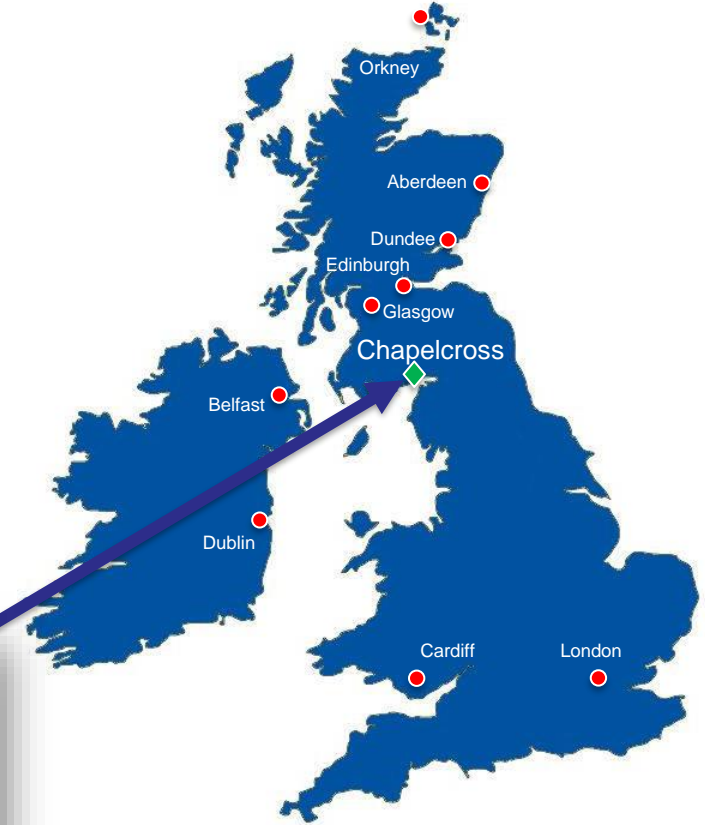 Orkney
Aberdeen
Dundee
Edinburgh
Glasgow
Chapelcross
Belfast
Dublin
Cardiff
London